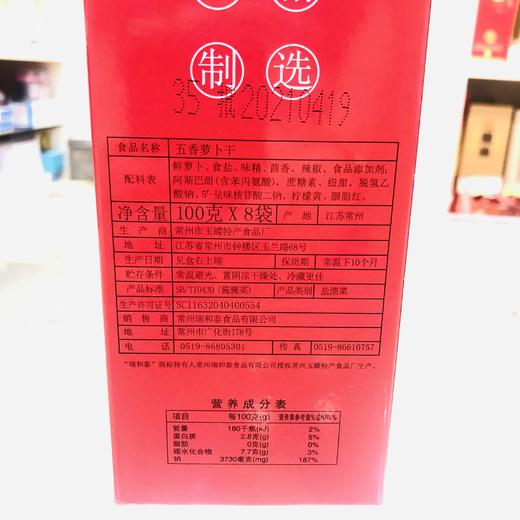 制 选
35 20210419
食品名称 五香萝卜干
配料表 鲜萝卜、食盐、味精、茴香、辣椒，食品添加剂：
阿斯巴甜(含苯丙氨酸)、蔗糖素、纽甜、脱氢乙
酸钠、5'-呈味核苷酸二钠、柠檬黄、胭脂红。
净含量 100克X8袋 产地 江苏常州
生产商 常州市玉蝶特产食品厂
地址 江苏省常州市钟楼区玉兰路68号
生产日期 见盒右上端 保质期 常温下10个月
贮存条件 常温避光、置阴凉干燥处、冷藏更佳
产品标准 SB/T10439 (酱腌菜) 产品类别 盐渍菜
生产许可证号 SC11632040400554
销售商 常州瑞和泰食品有限公司
地址 常州市广化街178号
电话 0519-86805301 传真 0519-86610757
"瑞和泰"商标持有人常州瑞和泰食品有限公司授权常州玉蝶特产食品厂生产。
营养成分表
项目 每100克(g) 营养素参考值%或NRV%
能量 180千焦(kJ) 2%
蛋白质 2.8克(g) 5%
脂肪 0克(g) 0%
碳水化合物 7.7克(g) 3%
钠 3730毫克(mg) 187%